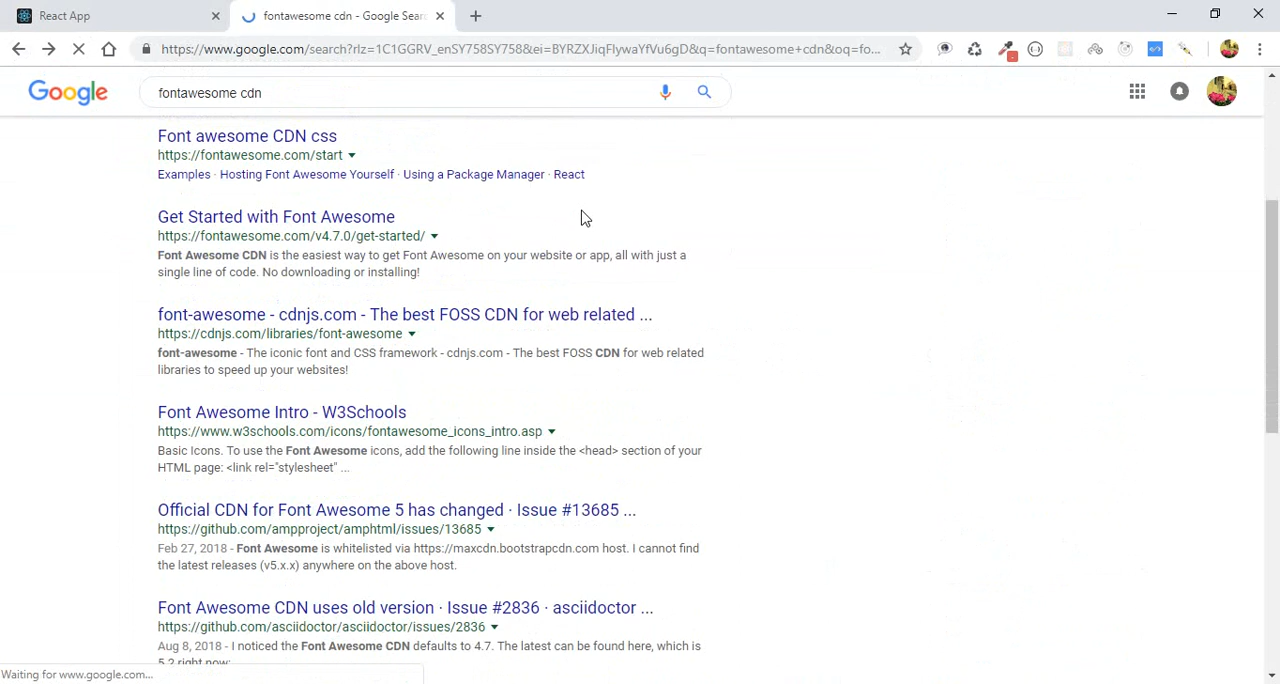 React App
fontawesome cdn - Google Sear
https://www.google.com/search?rlz=1C1GGRV_enSY758SY758&ei=BYRZXJiqFIywaYfVu6gD&q=fontawesome+cdn&oq=fo...
Google
fontawesome cdn
Font awesome CDN css
https://fontawesome.com/start
Examples · Hosting Font Awesome Yourself · Using a Package Manager · React
Get Started with Font Awesome
https://fontawesome.com/v4.7.0/get-started/
Font Awesome CDN is the easiest way to get Font Awesome on your website or app, all with just a
single line of code. No downloading or installing!
font-awesome - cdnjs.com - The best FOSS CDN for web related ...
https://cdnjs.com/libraries/font-awesome
font-awesome - The iconic font and CSS framework - cdnjs.com - The best FOSS CDN for web related
libraries to speed up your websites!
Font Awesome Intro - W3Schools
https://www.w3schools.com/icons/fontawesome_icons_intro.asp
Basic Icons. To use the Font Awesome icons, add the following line inside the <head> section of your
HTML page: <link rel="stylesheet" ...
Official CDN for Font Awesome 5 has changed · Issue #13685 ...
https://github.com/ampproject/amphtml/issues/13685
Feb 27, 2018 - Font Awesome is whitelisted via https://maxcdn.bootstrapcdn.com host. I cannot find
the latest releases (v5.x.x) anywhere on the above host.
Font Awesome CDN uses old version · Issue #2836 · asciidoctor ...
https://github.com/asciidoctor/asciidoctor/issues/2836
Aug 8, 2018 - I noticed the Font Awesome CDN defaults to 4.7. The latest can be found here, which is
5.2 right now:
Waiting for www.google.com...